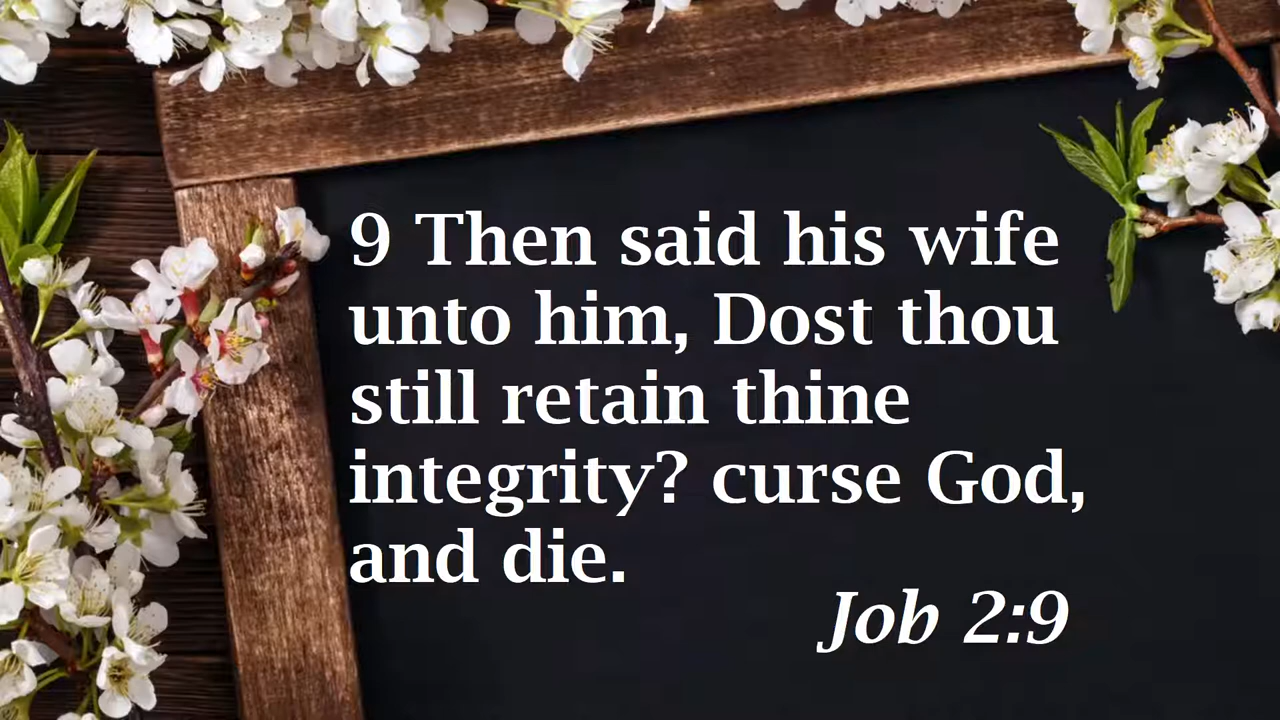 9 Then said his wife
unto him, Dost thou
still retain thine
integrity? curse God,
and die.
Job 2:9